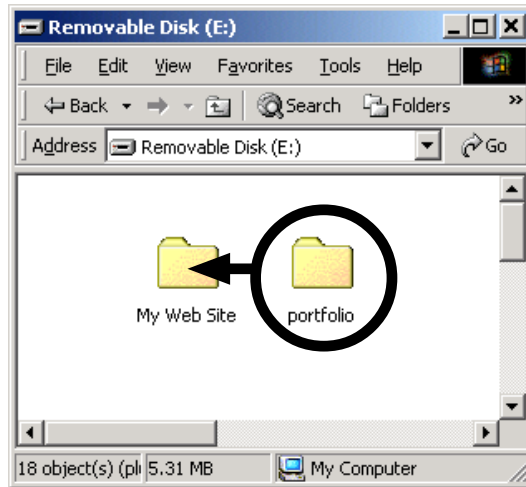 Removable Disk (E:)
File Edit View Favorites Tools Help
Back Search Folders »
Address Removable Disk (E:) Go
My Web Site portfolio
18 object(s) (plu 5.31 MB My Computer